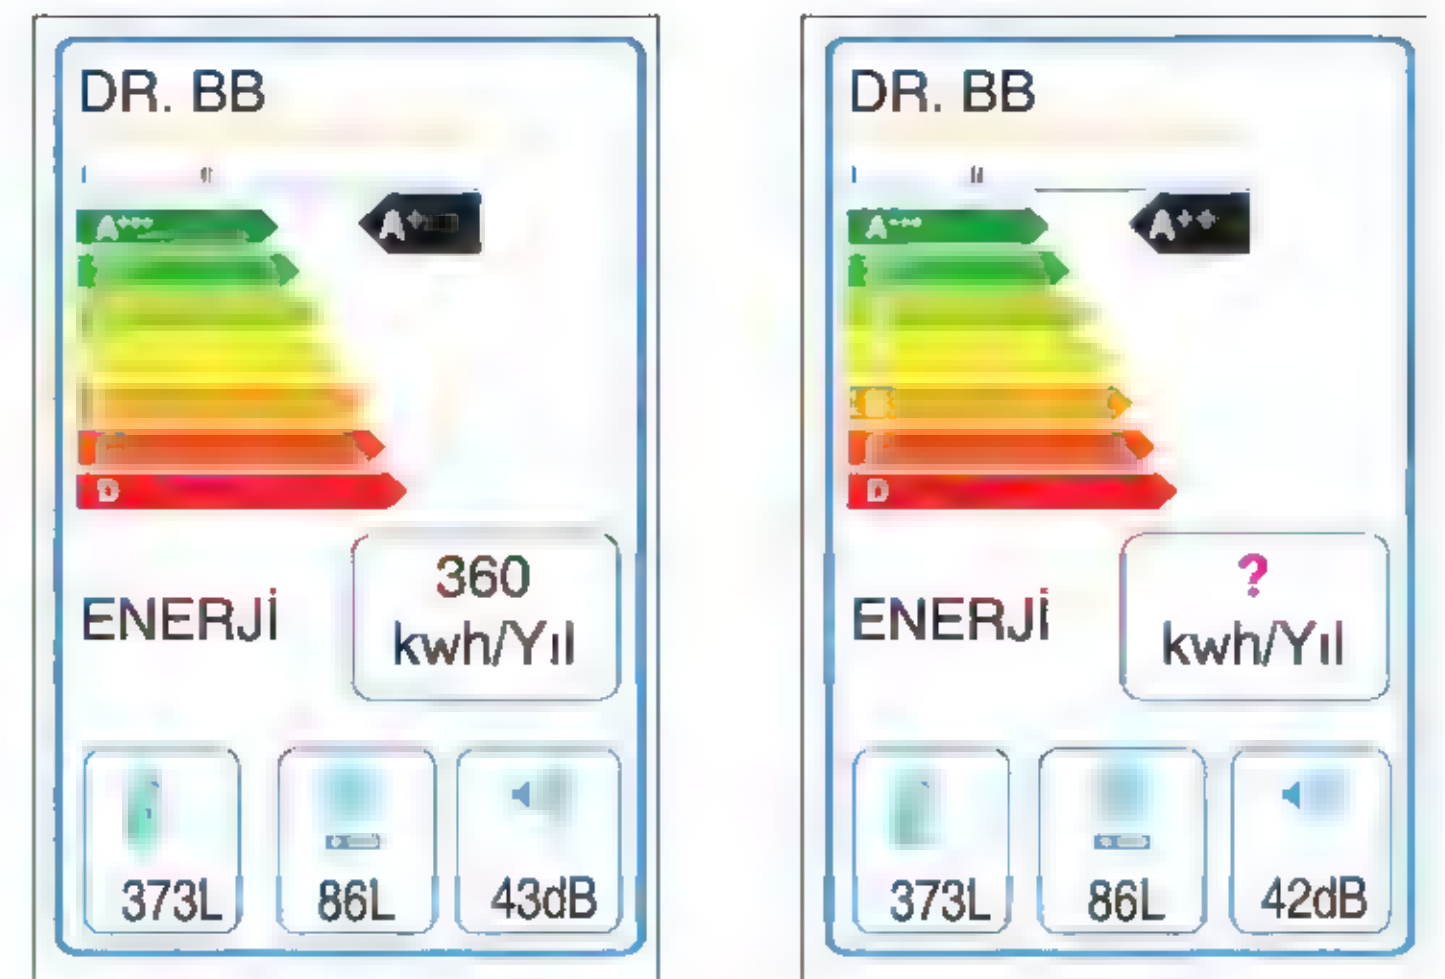 DR. BB
A+++
D
ENERJİ
360
kwh/Yıl
373L
86L
43dB
DR. BB
A+++
A++
D
ENERJİ
?
kwh/Yıl
373L
86L
42dB